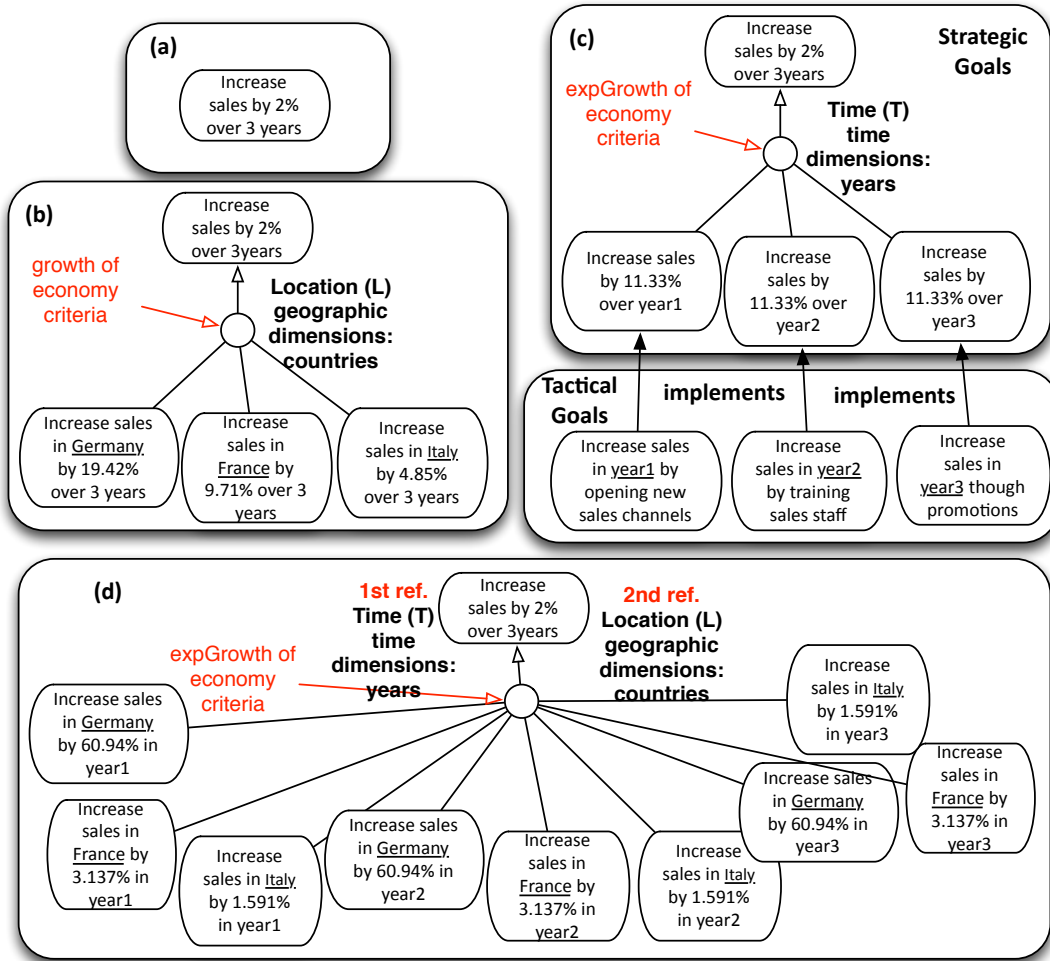 (a)
Increase
sales by 2%
over 3 years
(b)
Increase
sales by 2%
over 3years
growth of
economy
criteria
Location (L)
geographic
dimensions:
countries
Increase sales
in Germany
by 19.42%
over 3 years
Increase
sales in
France by
9.71% over 3
years
Increase
sales in Italy
by 4.85%
over 3 years
(c)
Increase
sales by 2%
over 3years
Strategic
Goals
expGrowth of
economy
criteria
Time (T)
time
dimensions:
years
Increase sales
by 11.33%
over year1
Increase
sales by
11.33% over
year2
Increase
sales by
11.33% over
year3
Tactical
Goals
implements
implements
Increase sales
in year1 by
opening new
sales channels
Increase
sales in year2
by training
sales staff
Increase
sales in
year3 though
promotions
(d)
1st ref.
Time (T)
time
dimensions:
years
Increase
sales by 2%
over 3years
2nd ref.
Location (L)
geographic
dimensions:
countries
expGrowth of
economy
criteria
Increase sales
in Germany
by 60.94% in
year1
Increase
sales in
France by
3.137% in
year1
Increase
sales in Italy
by 1.591%
in year1
Increase sales
in Germany
by 60.94% in
year2
Increase
sales in
France by
3.137% in
year2
Increase
sales in Italy
by 1.591%
in year2
Increase sales
in Germany
by 60.94% in
year3
Increase
sales in Italy
by 1.591%
in year3
Increase
sales in
France by
3.137% in
year3